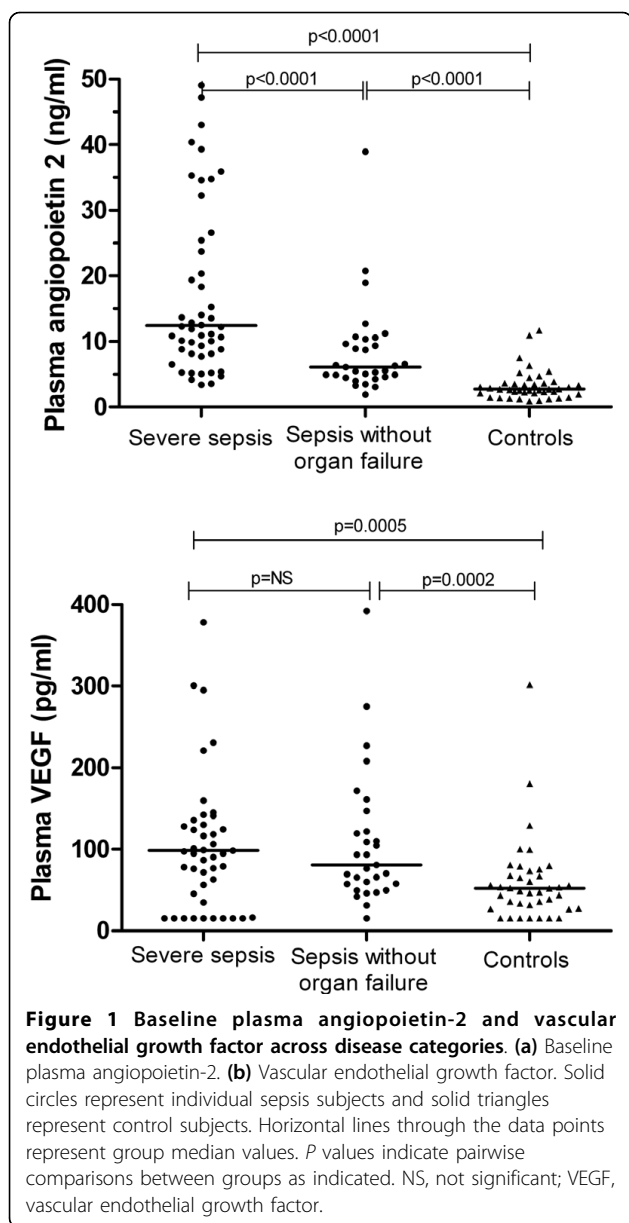 p<0.0001
p<0.0001 p<0.0001
Plasma angiopoietin 2 (ng/ml)
50
40
30
20
10
0
Severe sepsis
Sepsis without
organ failure
Controls
p=0.0005
p=NS
p=0.0002
Plasma VEGF (pg/ml)
400
300
200
100
0
Severe sepsis
Sepsis without
organ failure
Controls
Figure 1 Baseline plasma angiopoietin-2 and vascular
endothelial growth factor across disease categories. (a) Baseline
plasma angiopoietin-2. (b) Vascular endothelial growth factor. Solid
circles represent individual sepsis subjects and solid triangles
represent control subjects. Horizontal lines through the data points
represent group median values. P values indicate pairwise
comparisons between groups as indicated. NS, not significant; VEGF,
vascular endothelial growth factor.